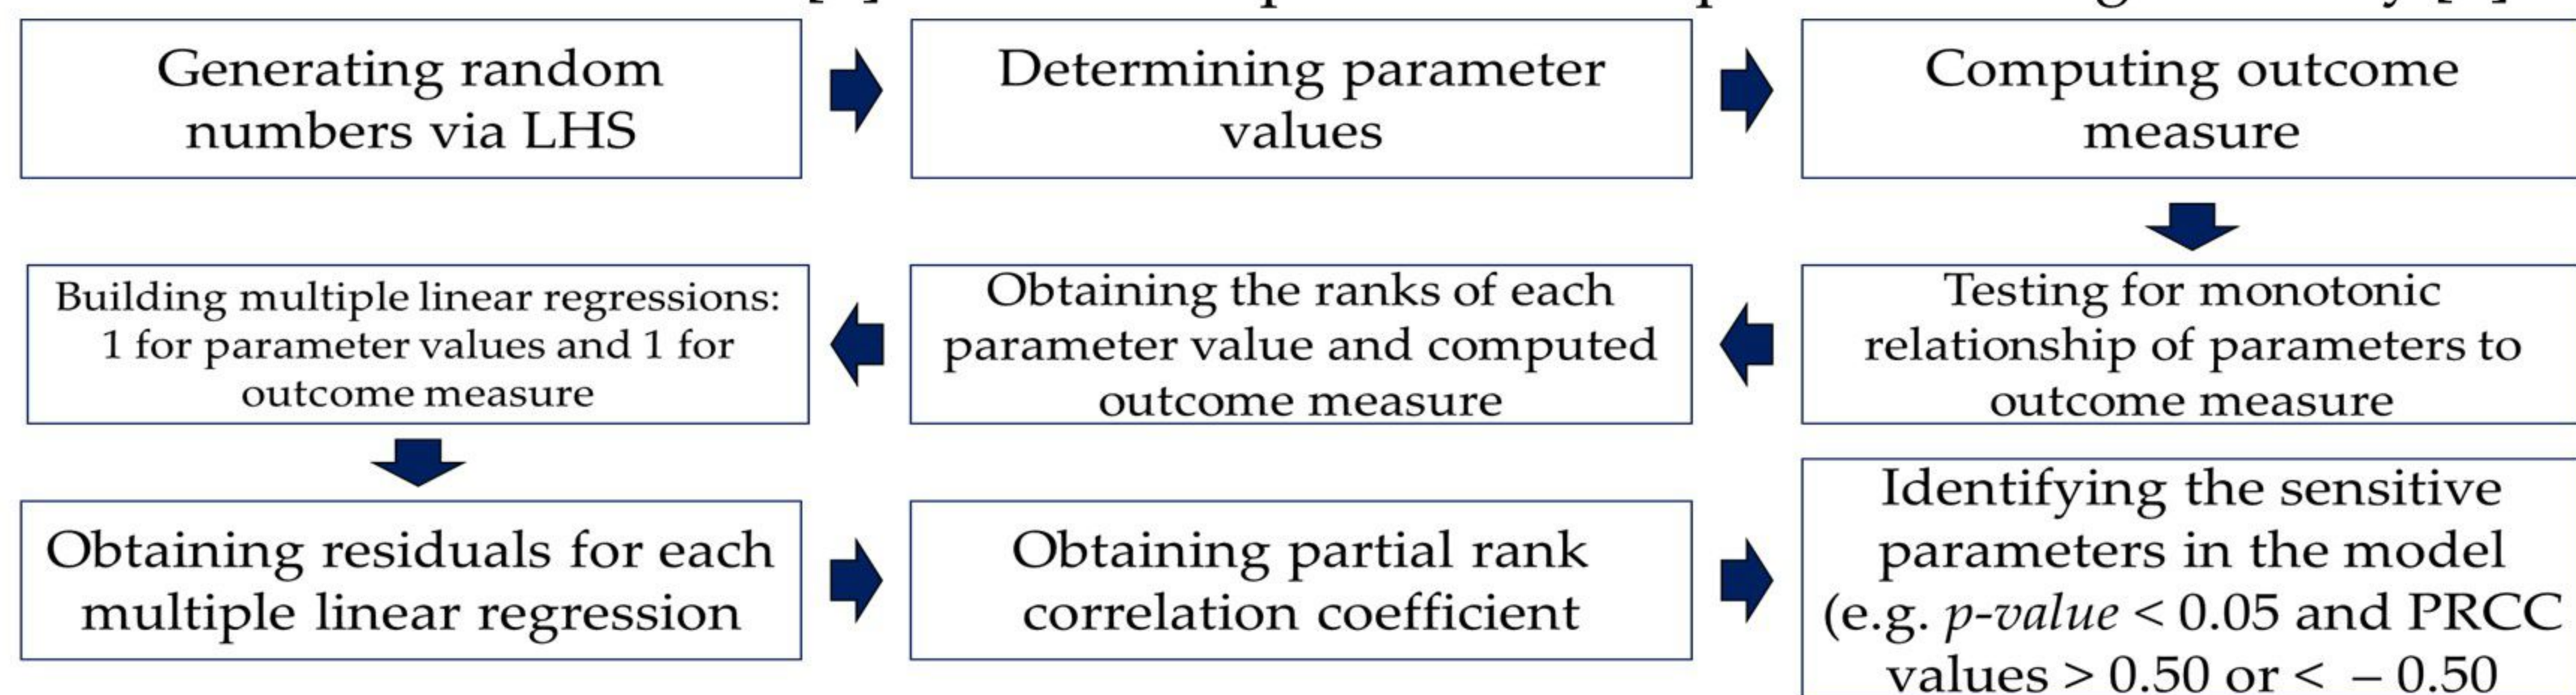 Generating random
numbers via LHS
Determining parameter
values
Computing outcome
measure
Testing for monotonic
relationship of parameters to
outcome measure
Obtaining the ranks of each
parameter value and computed
outcome measure
Building multiple linear regressions:
1 for parameter values and 1 for
outcome measure
Obtaining residuals for each
multiple linear regression
Obtaining partial rank
correlation coefficient
Identifying the sensitive
parameters in the model
(e.g. p-value < 0.05 and PRCC
values > 0.50 or < – 0.50